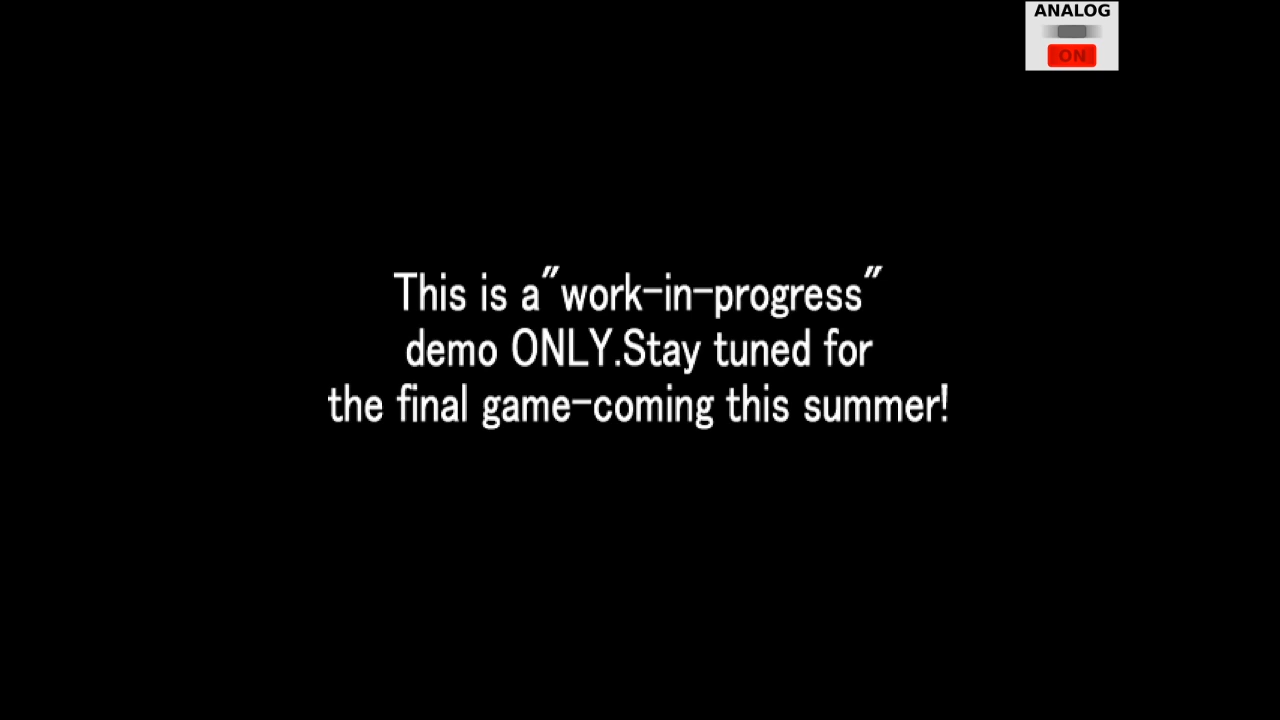 ANALOG
ON
This is a"work-in-progress"
demo ONLY.Stay tuned for
the final game-coming this summer!